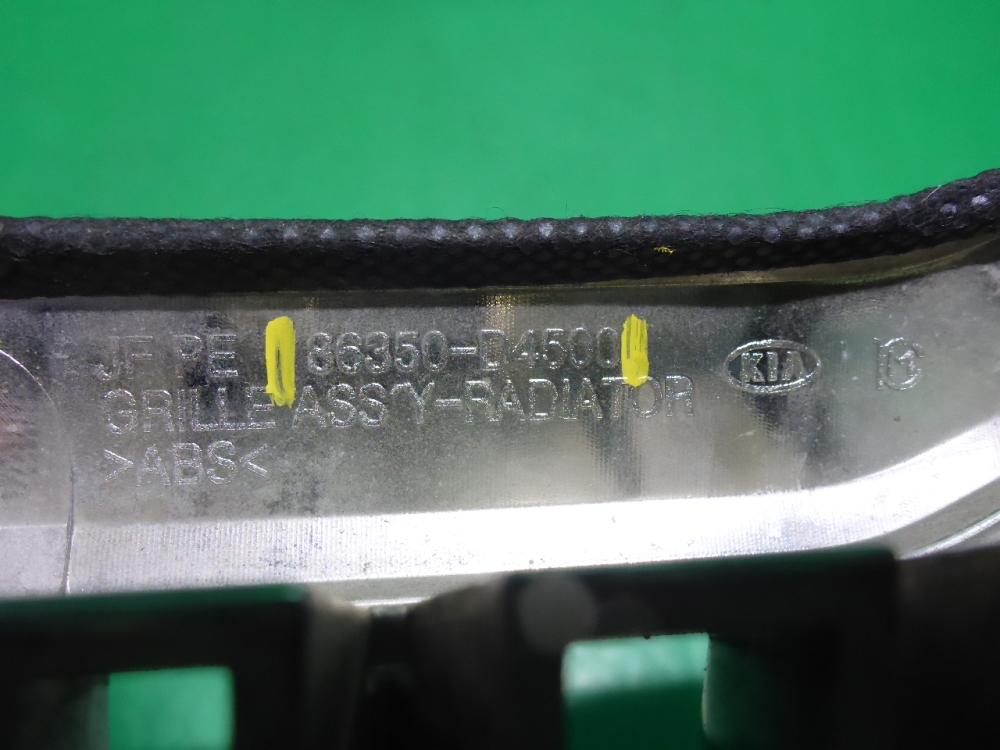 JF PE 86350-D4500 KIA
GRILLE ASS'Y-RADIATOR
>ABS<